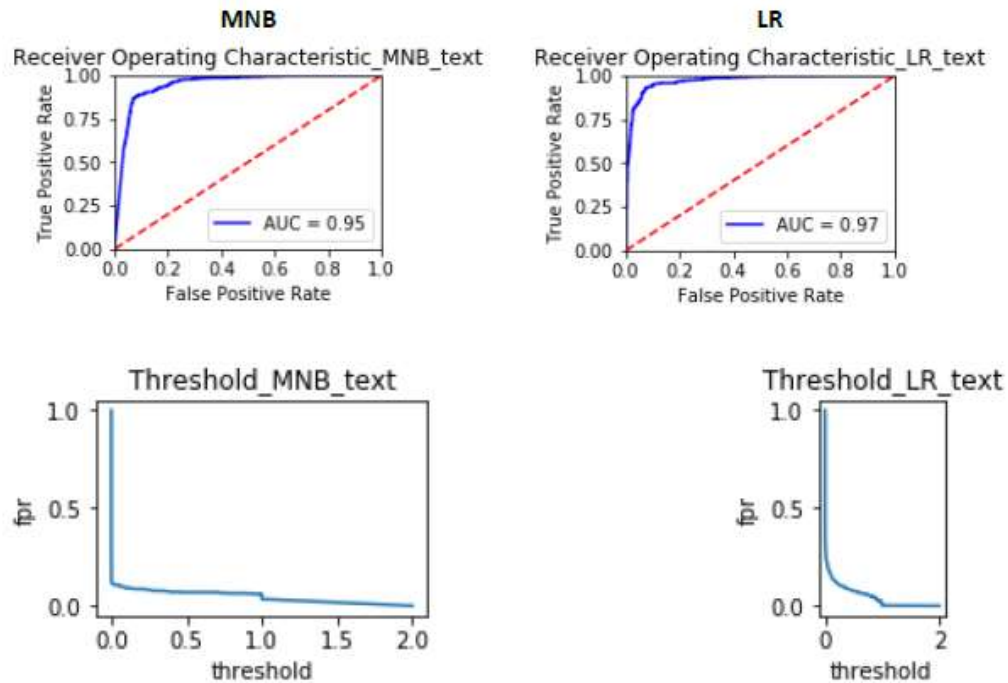 MNB
Receiver Operating Characteristic_MNB_text
True Positive Rate
1.00
0.75
0.50
0.25
0.00
AUC = 0.95
0.0 0.2 0.4 0.6 0.8 1.0
False Positive Rate
LR
Receiver Operating Characteristic_LR_text
True Positive Rate
1.00
0.75
0.50
0.25
0.00
AUC = 0.97
0.0 0.2 0.4 0.6 0.8 1.0
False Positive Rate
Threshold_MNB_text
fpr
1.0
0.5
0.0
0.0 0.5 1.0 1.5 2.0
threshold
Threshold_LR_text
fpr
1.0
0.5
0.0
0 2
threshold